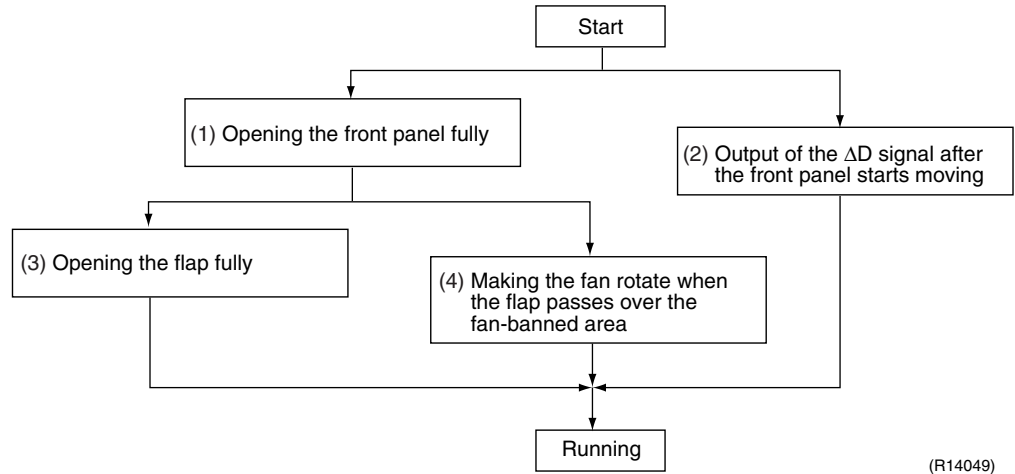 Start
(1) Opening the front panel fully
(2) Output of the ΔD signal after
the front panel starts moving
(3) Opening the flap fully
(4) Making the fan rotate when
the flap passes over the
fan-banned area
Running
(R14049)